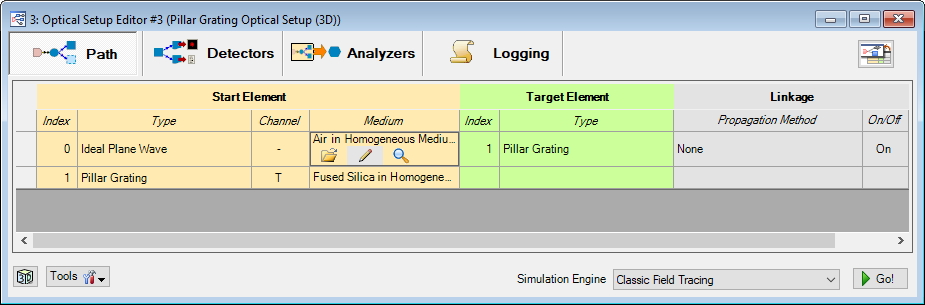 3: Optical Setup Editor #3 (Pillar Grating Optical Setup (3D))
Path
Detectors
Analyzers
Logging
Start Element
Target Element
Linkage
Index
Type
Channel
Medium
Index
Type
Propagation Method
On/Off
0
Ideal Plane Wave
-
Air in Homogeneous Mediu...
1
Pillar Grating
None
On
1
Pillar Grating
T
Fused Silica in Homogene...
3D
Tools
Simulation Engine
Classic Field Tracing
Go!